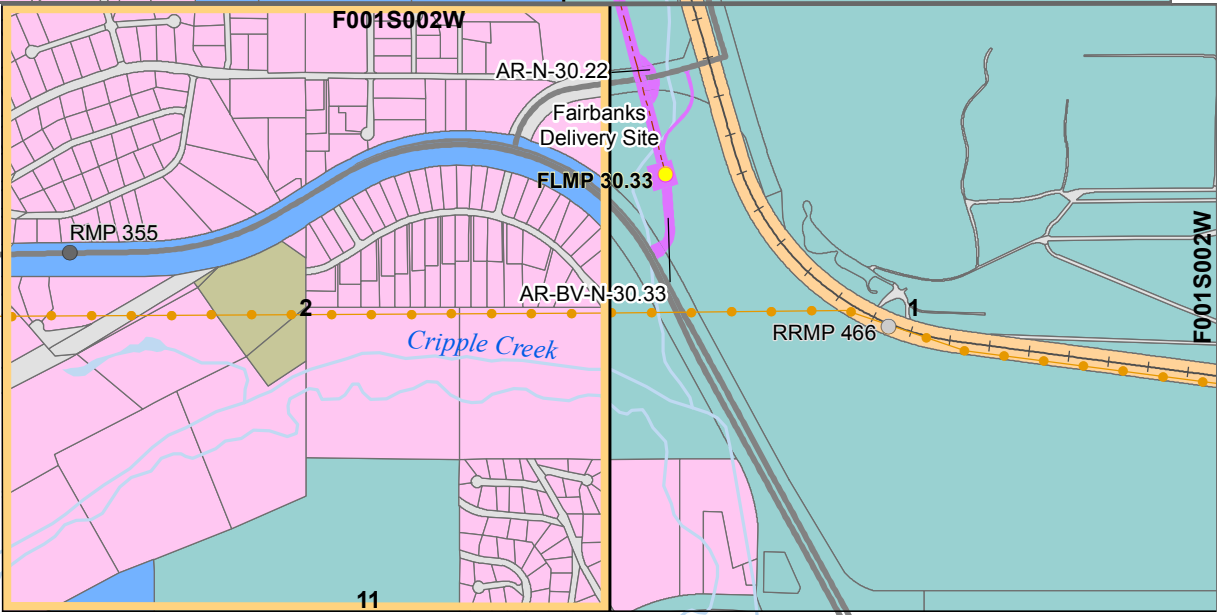 F001S002W
AR-N-30.22
Fairbanks
Delivery Site
FLMP 30.33
RMP 355
F001S002W
AR-BV-N-30.33
2
1
RRMP 466
Cripple Creek
11